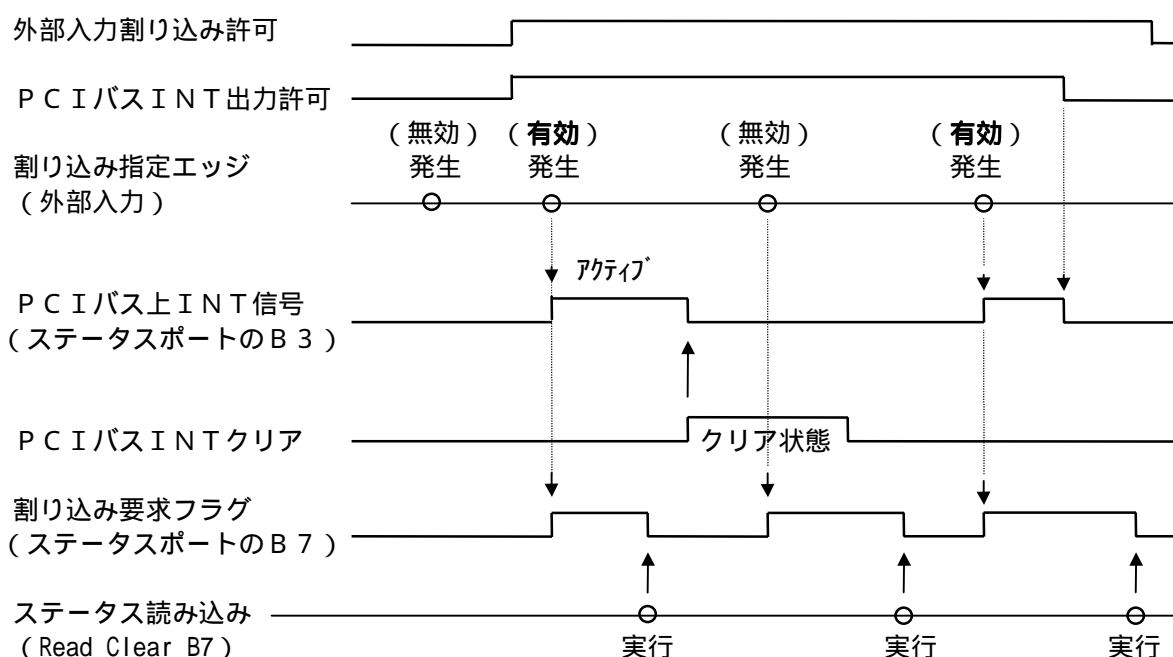 外部入力割り込み許可
ＰＣＩバスＩＮＴ出力許可
（無効） （有効） （無効） （有効）
発生 発生 発生 発生
割り込み指定エッジ
（外部入力）
ｱｸﾃｨﾌﾞ
ＰＣＩバス上ＩＮＴ信号
（ステータスポートのＢ３）
ＰＣＩバスＩＮＴクリア
クリア状態
割り込み要求フラグ
（ステータスポートのＢ７）
ステータス読み込み
（Read Clear B7）
実行 実行 実行